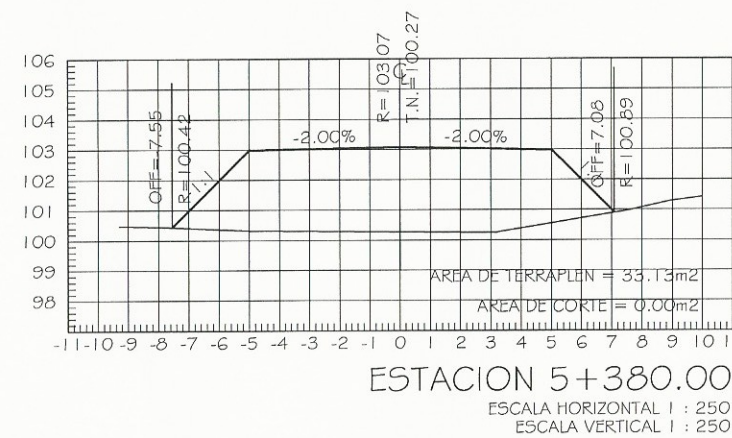 106
105
104
103
102
101
100
99
98
OFF=-7.55
R=100.42
1:1
-2.00%
R=103.07
T.N.=100.27
-2.00%
OFF=7.08
R=100.89
AREA DE TERRAPLEN = 33.13m2
AREA DE CORTE = 0.00m2
-11 -10 -9 -8 -7 -6 -5 -4 -3 -2 -1 0 1 2 3 4 5 6 7 8 9 10 1
ESTACION 5+380.00
ESCALA HORIZONTAL 1 : 250
ESCALA VERTICAL 1 : 250